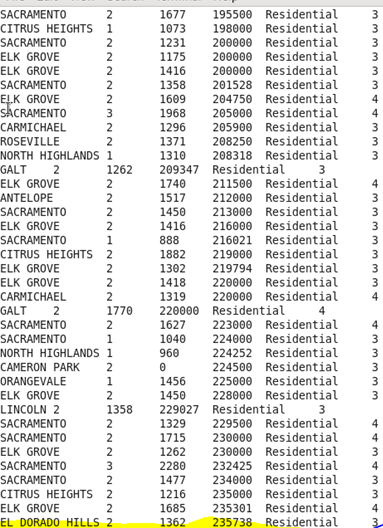 SACRAMENTO 2 1677 195500 Residential 3
CITRUS HEIGHTS 1 1073 198000 Residential 3
SACRAMENTO 2 1231 200000 Residential 3
ELK GROVE 2 1175 200000 Residential 3
ELK GROVE 2 1416 200000 Residential 3
SACRAMENTO 2 1358 201528 Residential 3
ELK GROVE 2 1609 204750 Residential 4
SACRAMENTO 3 1968 205000 Residential 4
CARMICHAEL 2 1296 205900 Residential 3
ROSEVILLE 2 1371 208250 Residential 3
NORTH HIGHLANDS 1 1310 208318 Residential 3
GALT 2 1262 209347 Residential 3
ELK GROVE 2 1740 211500 Residential 4
ANTELOPE 2 1517 212000 Residential 3
SACRAMENTO 2 1450 213000 Residential 3
ELK GROVE 2 1416 216000 Residential 3
SACRAMENTO 1 888 216021 Residential 3
CITRUS HEIGHTS 2 1882 219000 Residential 3
ELK GROVE 2 1302 219794 Residential 3
ELK GROVE 2 1418 220000 Residential 3
CARMICHAEL 2 1319 220000 Residential 4
GALT 2 1770 220000 Residential 4
SACRAMENTO 2 1627 223000 Residential 4
SACRAMENTO 1 1040 224000 Residential 3
NORTH HIGHLANDS 1 960 224252 Residential 3
CAMERON PARK 2 0 224500 Residential 3
ORANGEVALE 1 1456 225000 Residential 3
ELK GROVE 2 1450 228000 Residential 3
LINCOLN 2 1358 229027 Residential 3
SACRAMENTO 2 1329 229500 Residential 4
SACRAMENTO 2 1715 230000 Residential 4
ELK GROVE 2 1262 230000 Residential 3
SACRAMENTO 3 2280 232425 Residential 4
SACRAMENTO 2 1477 234000 Residential 3
CITRUS HEIGHTS 2 1216 235000 Residential 3
ELK GROVE 2 1685 235301 Residential 4
EL DORADO HILLS 2 1362 235738 Residential 3